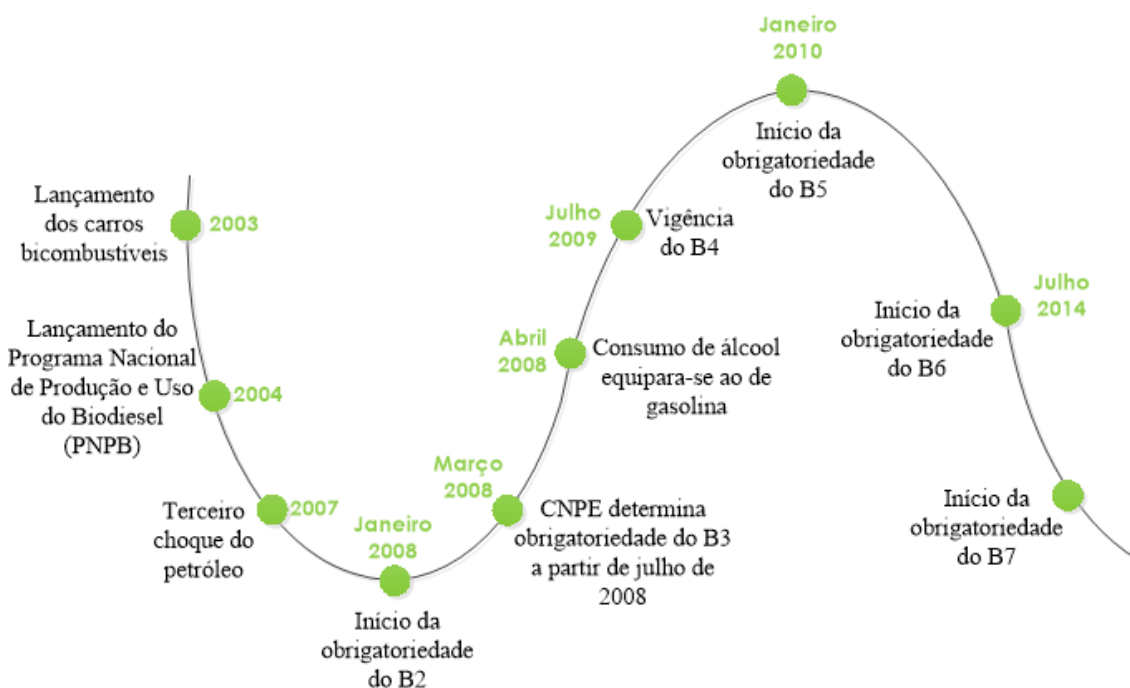 Lançamento
dos carros
bicombustíveis
2003
Lançamento do
Programa Nacional
de Produção e Uso
do Biodiesel
(PNPB)
2004
Terceiro
choque do
petróleo
2007
Janeiro
2008
Início da
obrigatoriedade
do B2
Março
2008
CNPE determina
obrigatoriedade do B3
a partir de julho de
2008
Abril
2008
Consumo de álcool
equipara-se ao de
gasolina
Julho
2009
Vigência
do B4
Janeiro
2010
Início da
obrigatoriedade
do B5
Julho
2014
Início da
obrigatoriedade
do B6
Início da
obrigatoriedade
do B7